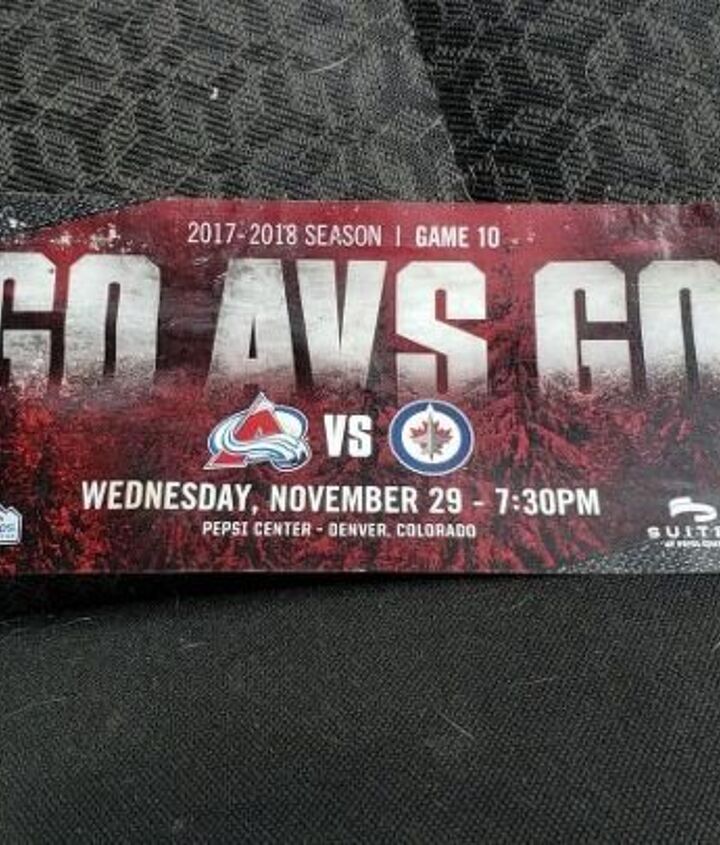 2017-2018 SEASON | GAME 10
GO AVS GO
VS
WEDNESDAY, NOVEMBER 29 - 7:30PM
PEPSI CENTER - DENVER, COLORADO